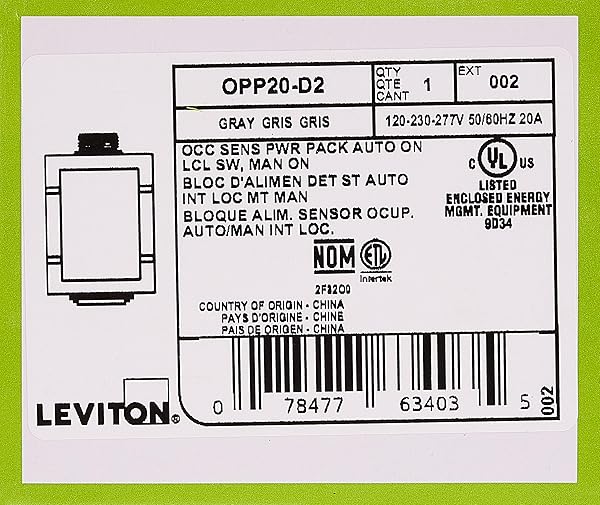 OPP20-D2
QTY
QTE
CANT
1
EXT
002
GRAY GRIS GRIS
120-230-277V 50/60HZ 20A
OCC SENS PWR PACK AUTO ON
LCL SW, MAN ON
BLOC D'ALIMEN DET ST AUTO
INT LOC MT MAN
BLOQUE ALIM. SENSOR OCUP.
AUTO/MAN INT LOC.
C UL US
LISTED
ENCLOSED ENERGY
MGMT. EQUIPMENT
9D34
NOM
ETL
Intertek
2F3200
COUNTRY OF ORIGIN - CHINA
PAYS D'ORIGINE - CHINE
PAIS DE ORIGEN - CHINA
LEVITON®
0 78477 63403 5
002